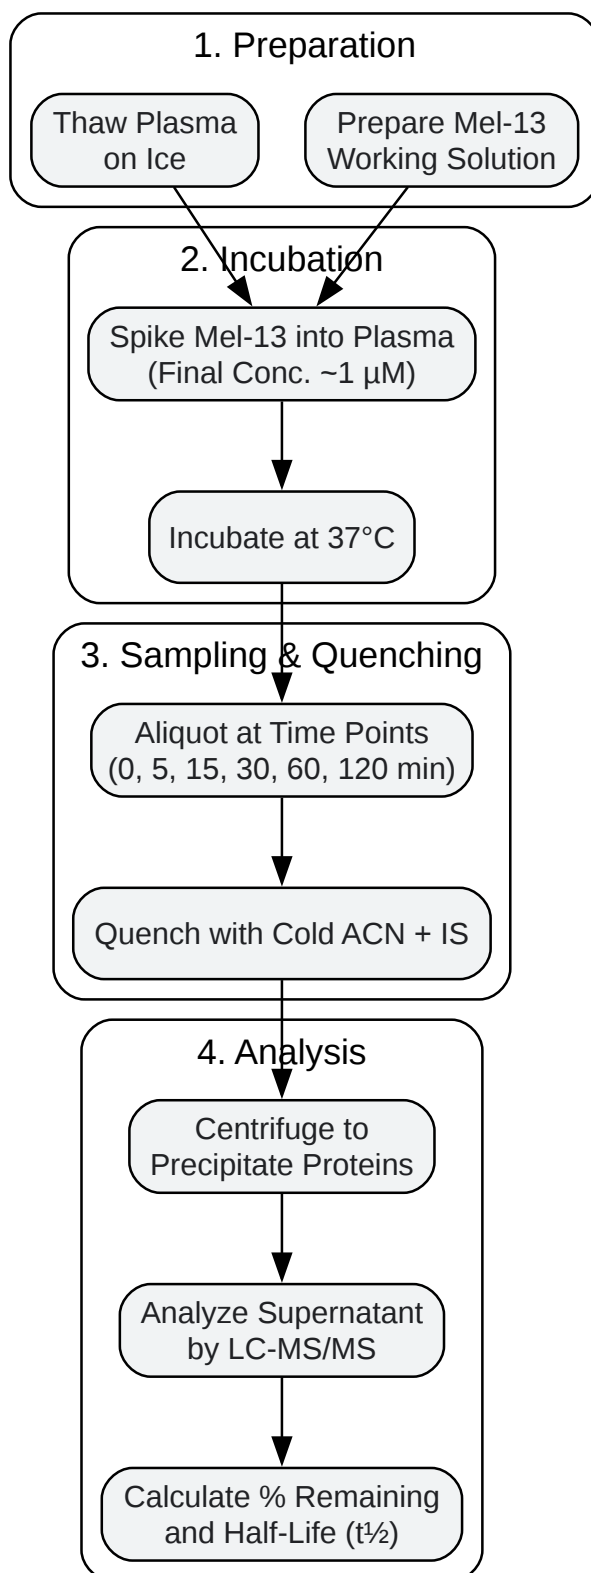 1. Preparation
Thaw Plasma
on Ice
Prepare Mel-13
Working Solution
2. Incubation
Spike Mel-13 into Plasma
(Final Conc. ~1 µM)
Incubate at 37°C
3. Sampling & Quenching
Aliquot at Time Points
(0, 5, 15, 30, 60, 120 min)
Quench with Cold ACN + IS
4. Analysis
Centrifuge to
Precipitate Proteins
Analyze Supernatant
by LC-MS/MS
Calculate % Remaining
and Half-Life (t½)